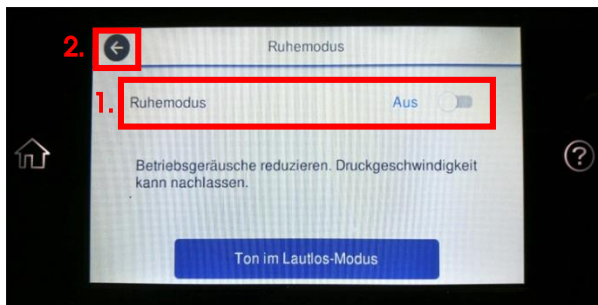 2.
Ruhemodus
1.
Ruhemodus Aus
Betriebsgeräusche reduzieren. Druckgeschwindigkeit
kann nachlassen.
Ton im Lautlos-Modus
?